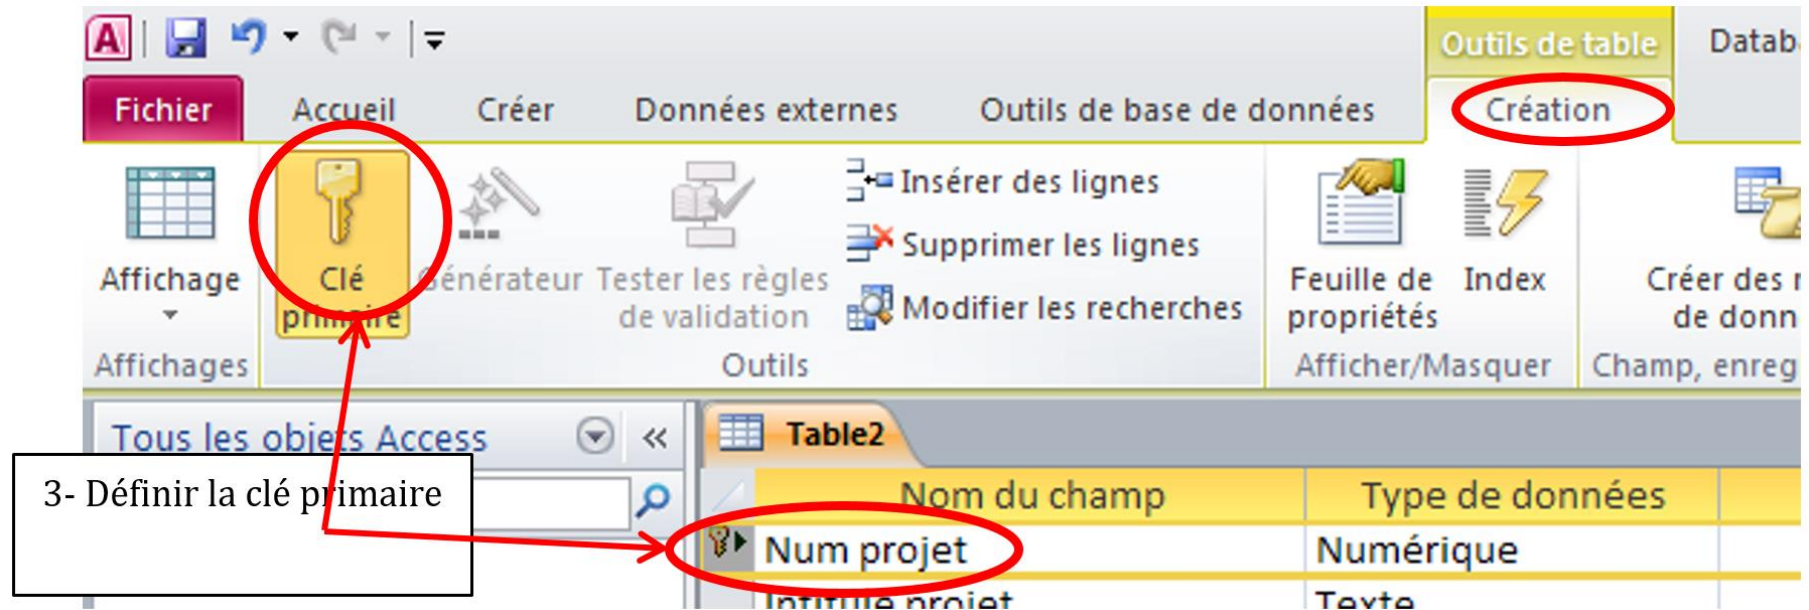 A
Outils de table
Datab
Fichier
Accueil
Créer
Données externes
Outils de base de données
Création
Affichage
Clé
primaire
Générateur
Tester les règles
de validation
Insérer des lignes
Supprimer les lignes
Modifier les recherches
Feuille de
propriétés
Index
Créer des
de donn
Affichages
Outils
Afficher/Masquer
Champ, enreg
Tous les objets Access
«
Table2
3- Définir la clé primaire
Nom du champ
Type de données
Num projet
Numérique
Intitulé projet
Texte